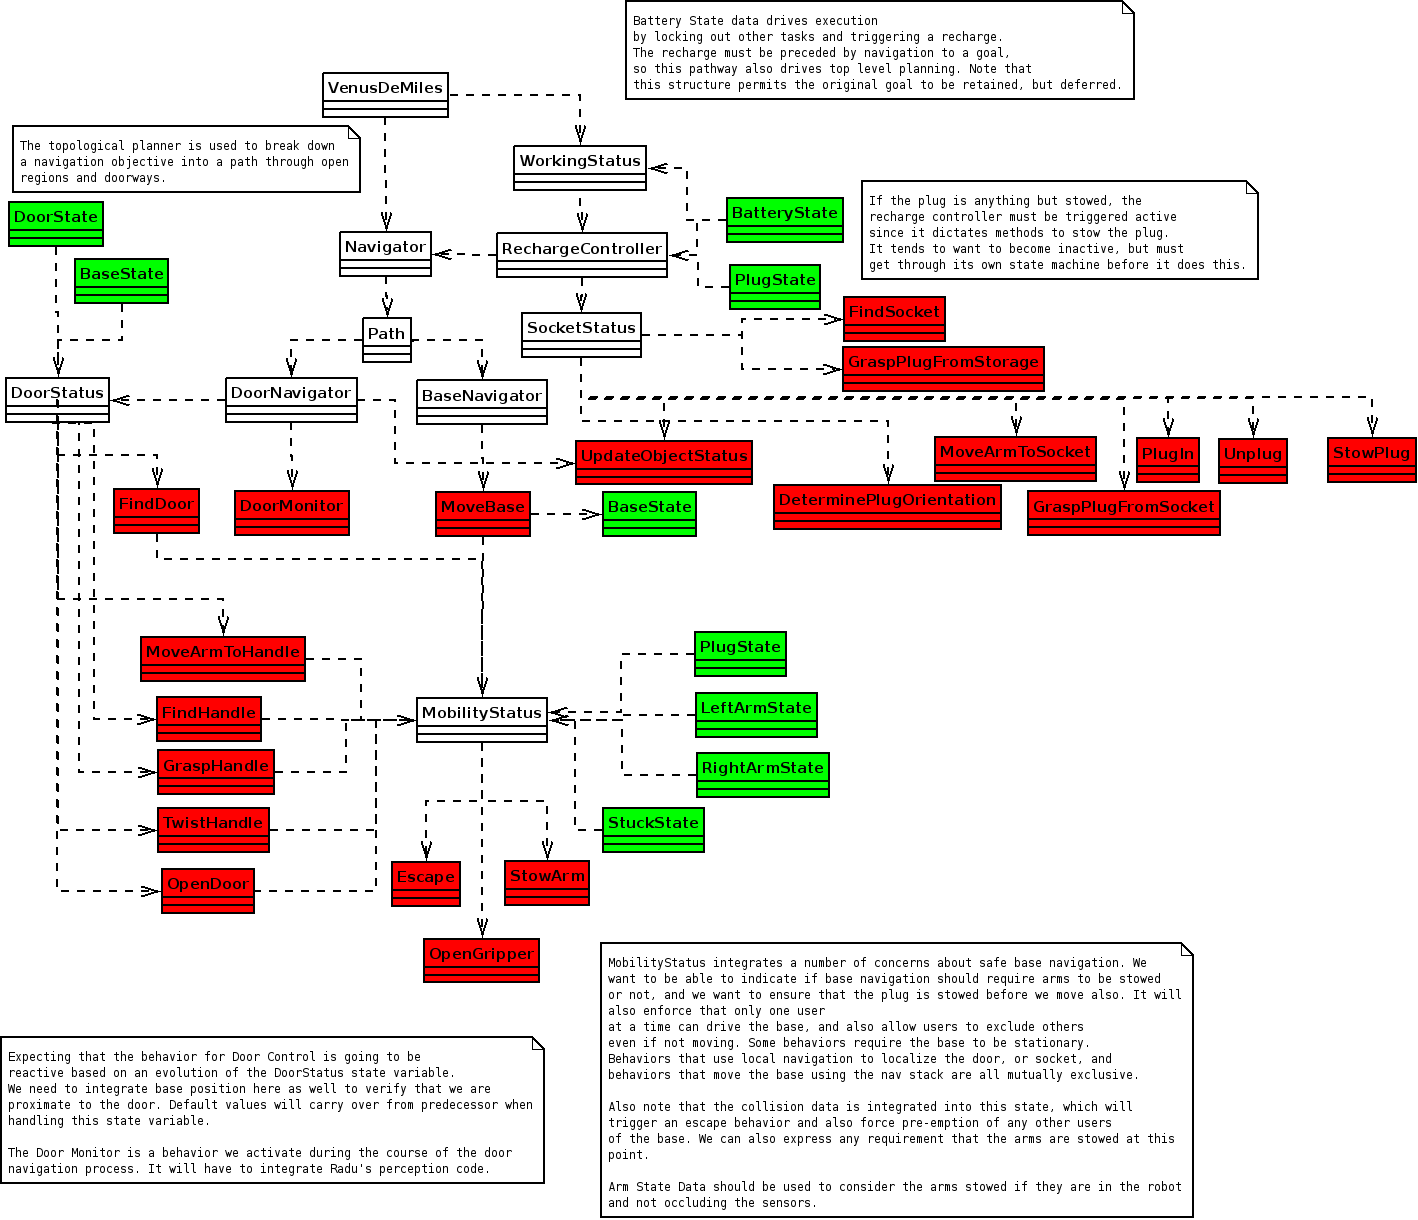 Battery State data drives execution
by locking out other tasks and triggering a recharge.
The recharge must be preceded by navigation to a goal,
so this pathway also drives top level planning. Note that
this structure permits the original goal to be retained, but deferred.
VenusDeMiles
The topological planner is used to break down
a navigation objective into a path through open
regions and doorways.
WorkingStatus
If the plug is anything but stowed, the
recharge controller must be triggered active
since it dictates methods to stow the plug.
It tends to want to become inactive, but must
get through its own state machine before it does this.
DoorState
BatteryState
Navigator
RechargeController
BaseState
PlugState
FindSocket
Path
SocketStatus
GraspPlugFromStorage
DoorStatus
DoorNavigator
BaseNavigator
UpdateObjectStatus
MoveArmToSocket
PlugIn
Unplug
StowPlug
FindDoor
DoorMonitor
MoveBase
BaseState
DeterminePlugOrientation
GraspPlugFromSocket
MoveArmToHandle
PlugState
FindHandle
MobilityStatus
LeftArmState
GraspHandle
RightArmState
TwistHandle
StuckState
OpenDoor
Escape
StowArm
OpenGripper
MobilityStatus integrates a number of concerns about safe base navigation. We
want to be able to indicate if base navigation should require arms to be stowed
or not, and we want to ensure that the plug is stowed before we move also. It will
also enforce that only one user
at a time can drive the base, and also allow users to exclude others
even if not moving. Some behaviors require the base to be stationary.
Behaviors that use local navigation to localize the door, or socket, and
behaviors that move the base using the nav stack are all mutually exclusive.
Also note that the collision data is integrated into this state, which will
trigger an escape behavior and also force pre-emption of any other users
of the base. We can also express any requirement that the arms are stowed at this
point.
Arm State Data should be used to consider the arms stowed if they are in the robot
and not occluding the sensors.
Expecting that the behavior for Door Control is going to be
reactive based on an evolution of the DoorStatus state variable.
We need to integrate base position here as well to verify that we are
proximate to the door. Default values will carry over from predecessor when
handling this state variable.
The Door Monitor is a behavior we activate during the course of the door
navigation process. It will have to integrate Radu's perception code.